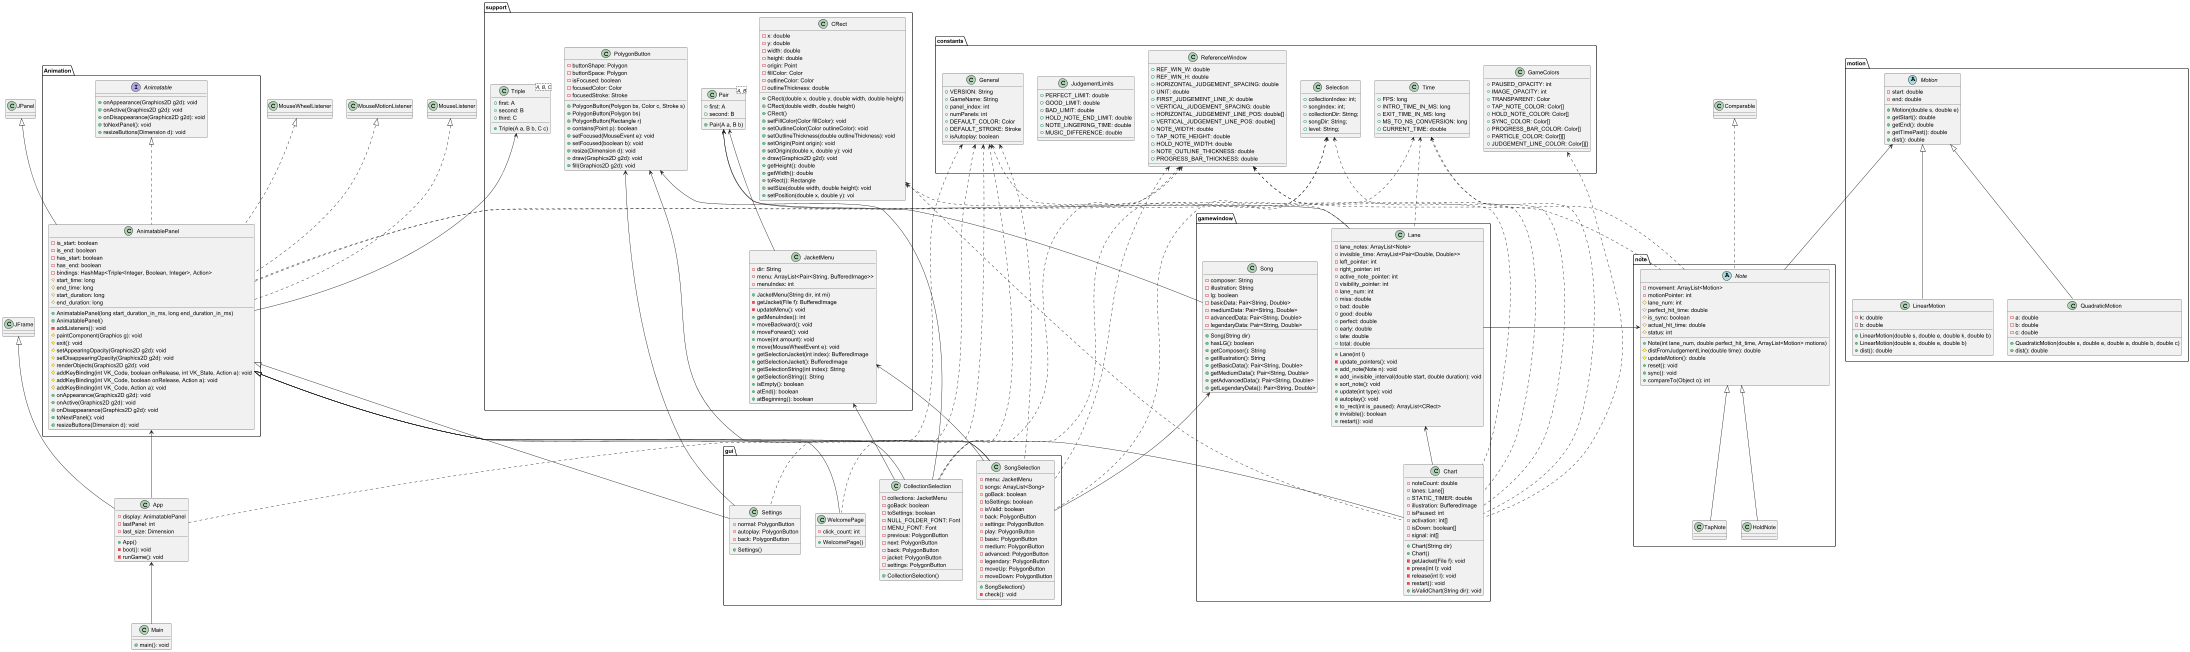 Animation
Animatable
onAppearance(Graphics2D g2d): void
onActive(Graphics2D g2d): void
onDisappearance(Graphics2D g2d): void
toNextPanel(): void
resizeButtons(Dimension d): void
JPanel
MouseWheelListener
MouseMotionListener
MouseListener
AnimatablePanel
is_start: boolean
is_end: boolean
has_start: boolean
has_end: boolean
bindings: HashMap<Triple<Integer, Boolean, Integer>, Action>
start_time: long
end_time: long
start_duration: long
end_duration: long
AnimatablePanel(long start_duration_in_ms, long end_duration_in_ms)
AnimatablePanel()
addListeners(): void
paintComponent(Graphics g): void
exit(): void
setAppearingOpacity(Graphics2D g2d): void
setDisappearingOpacity(Graphics2D g2d): void
renderObjects(Graphics2D g2d): void
addKeyBinding(int VK_Code, boolean onRelease, int VK_State, Action a): void
addKeyBinding(int VK_Code, boolean onRelease, Action a): void
addKeyBinding(int VK_Code, Action a): void
onAppearance(Graphics2D g2d): void
onActive(Graphics2D g2d): void
onDisappearance(Graphics2D g2d): void
toNextPanel(): void
resizeButtons(Dimension d): void
JFrame
App
display: AnimatablePanel
lastPanel: int
last_size: Dimension
App()
boot(): void
runGame(): void
Main
main(): void
support
Triple
A, B, C
first: A
second: B
third: C
Triple(A a, B b, C c)
PolygonButton
buttonShape: Polygon
buttonSpace: Polygon
isFocused: boolean
focusedColor: Color
focusedStroke: Stroke
PolygonButton(Polygon bs, Color c, Stroke s)
PolygonButton(Polygon bs)
PolygonButton(Rectangle r)
contains(Point p): boolean
setFocused(boolean b): void
setFocused(MouseEvent e): void
resize(Dimension d): void
draw(Graphics2D g2d): void
fill(Graphics2D g2d): void
Pair
A, B
first: A
second: B
Pair(A a, B b)
CRect
x: double
y: double
width: double
height: double
origin: Point
fillColor: Color
outlineColor: Color
outlineThickness: double
CRect(double x, double y, double width, double height)
CRect(double width, double height)
CRect()
setFillColor(Color fillColor): void
setOutlineColor(Color outlineColor): void
setOutlineThickness(double outlineThickness): void
setOrigin(Point origin): void
setOrigin(double x, double y): void
draw(Graphics2D g2d): void
getHeight(): double
getWidth(): double
toRect(): Rectangle
setSize(double width, double height): void
setPosition(double x, double y): voi
JacketMenu
dir: String
menu: ArrayList<Pair<String, BufferedImage>>
menuIndex: int
JacketMenu(String dir, int mi)
getJacket(File f): BufferedImage
updateMenu(): void
getMenuIndex(): int
moveBackward(): void
moveForward(): void
move(int amount): void
move(MouseWheelEvent e): void
getSelectionJacket(int index): BufferedImage
getSelectionJacket(): BufferedImage
getSelectionString(int index): String
getSelectionString(): String
isEmpty(): boolean
atEnd(): boolean
atBeginning(): boolean
gui
Settings
normal: PolygonButton
autoplay: PolygonButton
back: PolygonButton
Settings()
WelcomePage
click_count: int
WelcomePage()
CollectionSelection
collections: JacketMenu
goBack: boolean
toSettings: boolean
NULL_FOLDER_FONT: Font
MENU_FONT: Font
previous: PolygonButton
next: PolygonButton
back: PolygonButton
jacket: PolygonButton
settings: PolygonButton
CollectionSelection()
SongSelection
menu: JacketMenu
songs: ArrayList<Song>
goBack: boolean
toSettings: boolean
isValid: boolean
back: PolygonButton
settings: PolygonButton
play: PolygonButton
basic: PolygonButton
medium: PolygonButton
advanced: PolygonButton
legendary: PolygonButton
moveUp: PolygonButton
moveDown: PolygonButton
SongSelection()
check(): void
constants
General
VERSION: String
GameName: String
panel_index: int
numPanels: int
DEFAULT_COLOR: Color
DEFAULT_STROKE: Stroke
isAutoplay: boolean
JudgementLimits
PERFECT_LIMIT: double
GOOD_LIMIT: double
BAD_LIMIT: double
HOLD_NOTE_END_LIMIT: double
NOTE_LINGERING_TIME: double
MUSIC_DIFFERENCE: double
ReferenceWindow
REF_WIN_W: double
REF_WIN_H: double
HORIZONTAL_JUDGEMENT_SPACING: double
UNIT: double
FIRST_JUDGEMENT_LINE_X: double
VERTICAL_JUDGEMENT_SPACING: double
HORIZONTAL_JUDGEMENT_LINE_POS: double[]
VERTICAL_JUDGEMENT_LINE_POS: double[]
NOTE_WIDTH: double
TAP_NOTE_HEIGHT: double
HOLD_NOTE_WIDTH: double
NOTE_OUTLINE_THICKNESS: double
PROGRESS_BAR_THICKNESS: double
Selection
collectionIndex: int;
songIndex: int;
collectionDir: String;
songDir: String;
level: String;
Time
FPS: long
INTRO_TIME_IN_MS: long
EXIT_TIME_IN_MS: long
MS_TO_NS_CONVERSION: long
CURRENT_TIME: double
GameColors
PAUSED_OPACITY: int
IMAGE_OPACITY: int
TRANSPARENT: Color
TAP_NOTE_COLOR: Color[]
HOLD_NOTE_COLOR: Color[]
SYNC_COLOR: Color[]
PROGRESS_BAR_COLOR: Color[]
PARTICLE_COLOR: Color[][]
JUDGEMENT_LINE_COLOR: Color[][]
gamewindow
Song
composer: String
illustration: String
lg: boolean
basicData: Pair<String, Double>
mediumData: Pair<String, Double>
advancedData: Pair<String, Double>
legendaryData: Pair<String, Double>
Song(String dir)
hasLG(): boolean
getComposer(): String
getIllustration(): String
getBasicData(): Pair<String, Double>
getMediumData(): Pair<String, Double>
getAdvancedData(): Pair<String, Double>
getLegendaryData(): Pair<String, Double>
Lane
lane_notes: ArrayList<Note>
invisible_time: ArrayList<Pair<Double, Double>>
left_pointer: int
right_pointer: int
active_note_pointer: int
visibility_pointer: int
lane_num: int
miss: double
bad: double
good: double
perfect: double
early: double
late: double
total: double
Lane(int l)
update_pointers(): void
add_note(Note n): void
add_invisible_interval(double start, double duration): void
sort_note(): void
update(int type): void
autoplay(): void
to_rect(int is_paused): ArrayList<CRect>
invisible(): boolean
restart(): void
Chart
noteCount: double
lanes: Lane[]
STATIC_TIMER: double
illustration: BufferedImage
isPaused: int
activation: int[]
isDown: boolean[]
signal: int[]
Chart(String dir)
Chart()
getJacket(File f): void
press(int l): void
release(int l): void
restart(): void
isValidChart(String dir): void
Comparable
note
Note
movement: ArrayList<Motion>
motionPointer: int
lane_num: int
perfect_hit_time: double
is_sync: boolean
actual_hit_time: double
status: int
Note(int lane_num, double perfect_hit_time, ArrayList<Motion> motions)
distFromJudgementLine(double time): double
updateMotion(): double
reset(): void
sync(): void
compareTo(Object o): int
TapNote
HoldNote
motion
Motion
start: double
end: double
Motion(double s, double e)
getStart(): double
getEnd(): double
getTimePast(): double
dist(): double
LinearMotion
k: double
b: double
LinearMotion(double s, double e, double k, double b)
LinearMotion(double s, double e, double b)
dist(): double
QuadraticMotion
a: double
b: double
c: double
QuadraticMotion(double s, double e, double a, double b, double c)
dist(): double